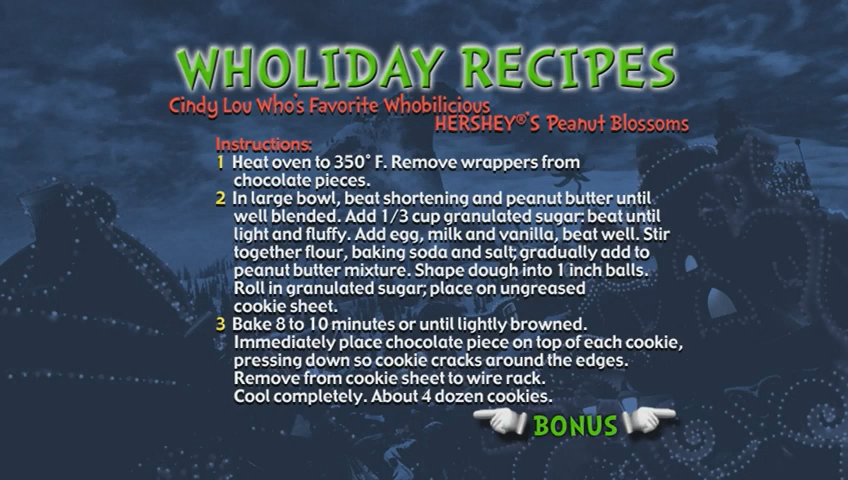 WHOLIDAY RECIPES
Cindy Lou Who's Favorite Whobilicious
HERSHEY®'S Peanut Blossoms
Instructions:
1 Heat oven to 350° F. Remove wrappers from
chocolate pieces.
2 In large bowl, beat shortening and peanut butter until
well blended. Add 1/3 cup granulated sugar: beat until
light and fluffy. Add egg, milk and vanilla, beat well. Stir
together flour, baking soda and salt; gradually add to
peanut butter mixture. Shape dough into 1 inch balls.
Roll in granulated sugar; place on ungreased
cookie sheet.
3 Bake 8 to 10 minutes or until lightly browned.
Immediately place chocolate piece on top of each cookie,
pressing down so cookie cracks around the edges.
Remove from cookie sheet to wire rack.
Cool completely. About 4 dozen cookies.
BONUS